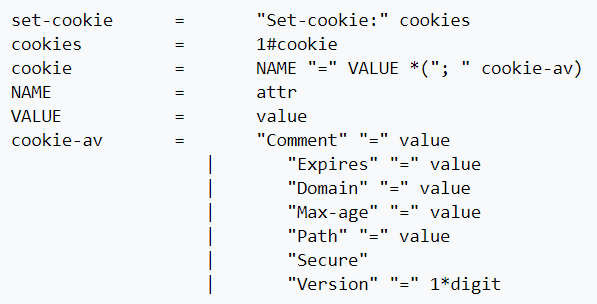 set-cookie = "Set-cookie:" cookies
cookies = 1#cookie
cookie = NAME "=" VALUE *("; " cookie-av)
NAME = attr
VALUE = value
cookie-av = "Comment" "=" value
| "Expires" "=" value
| "Domain" "=" value
| "Max-age" "=" value
| "Path" "=" value
| "Secure"
| "Version" "=" 1*digit